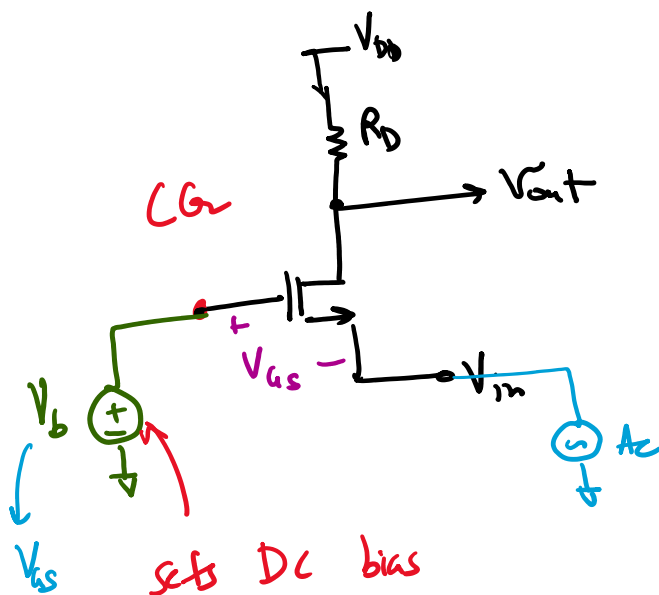 VDD
RD
CG
Vout
+
VGS
−
Vin
Vb
+
−
~
AC
VGS
sets DC bias